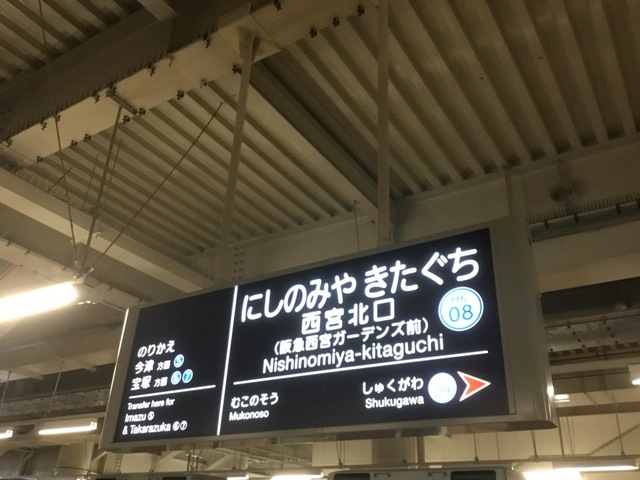 のりかえ
今津 方面 5
宝塚 方面 6 7
Transfer here for
Imazu 5
& Takarazuka 6 7
にしのみや きたぐち
西宮北口
(阪急西宮ガーデンズ前)
Nishinomiya-kitaguchi
HK
08
むこのそう
Mukonoso
しゅくがわ
Shukugawa